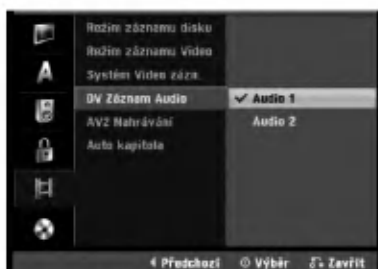 Režim záznamu disku
Režim záznamu Video
Systém Video zázn.
DV Záznam Audio
✓ Audio 1
Audio 2
AV2 Nahrávání
Auto kapitola
A
Předchozí
Výběr
Zavřít